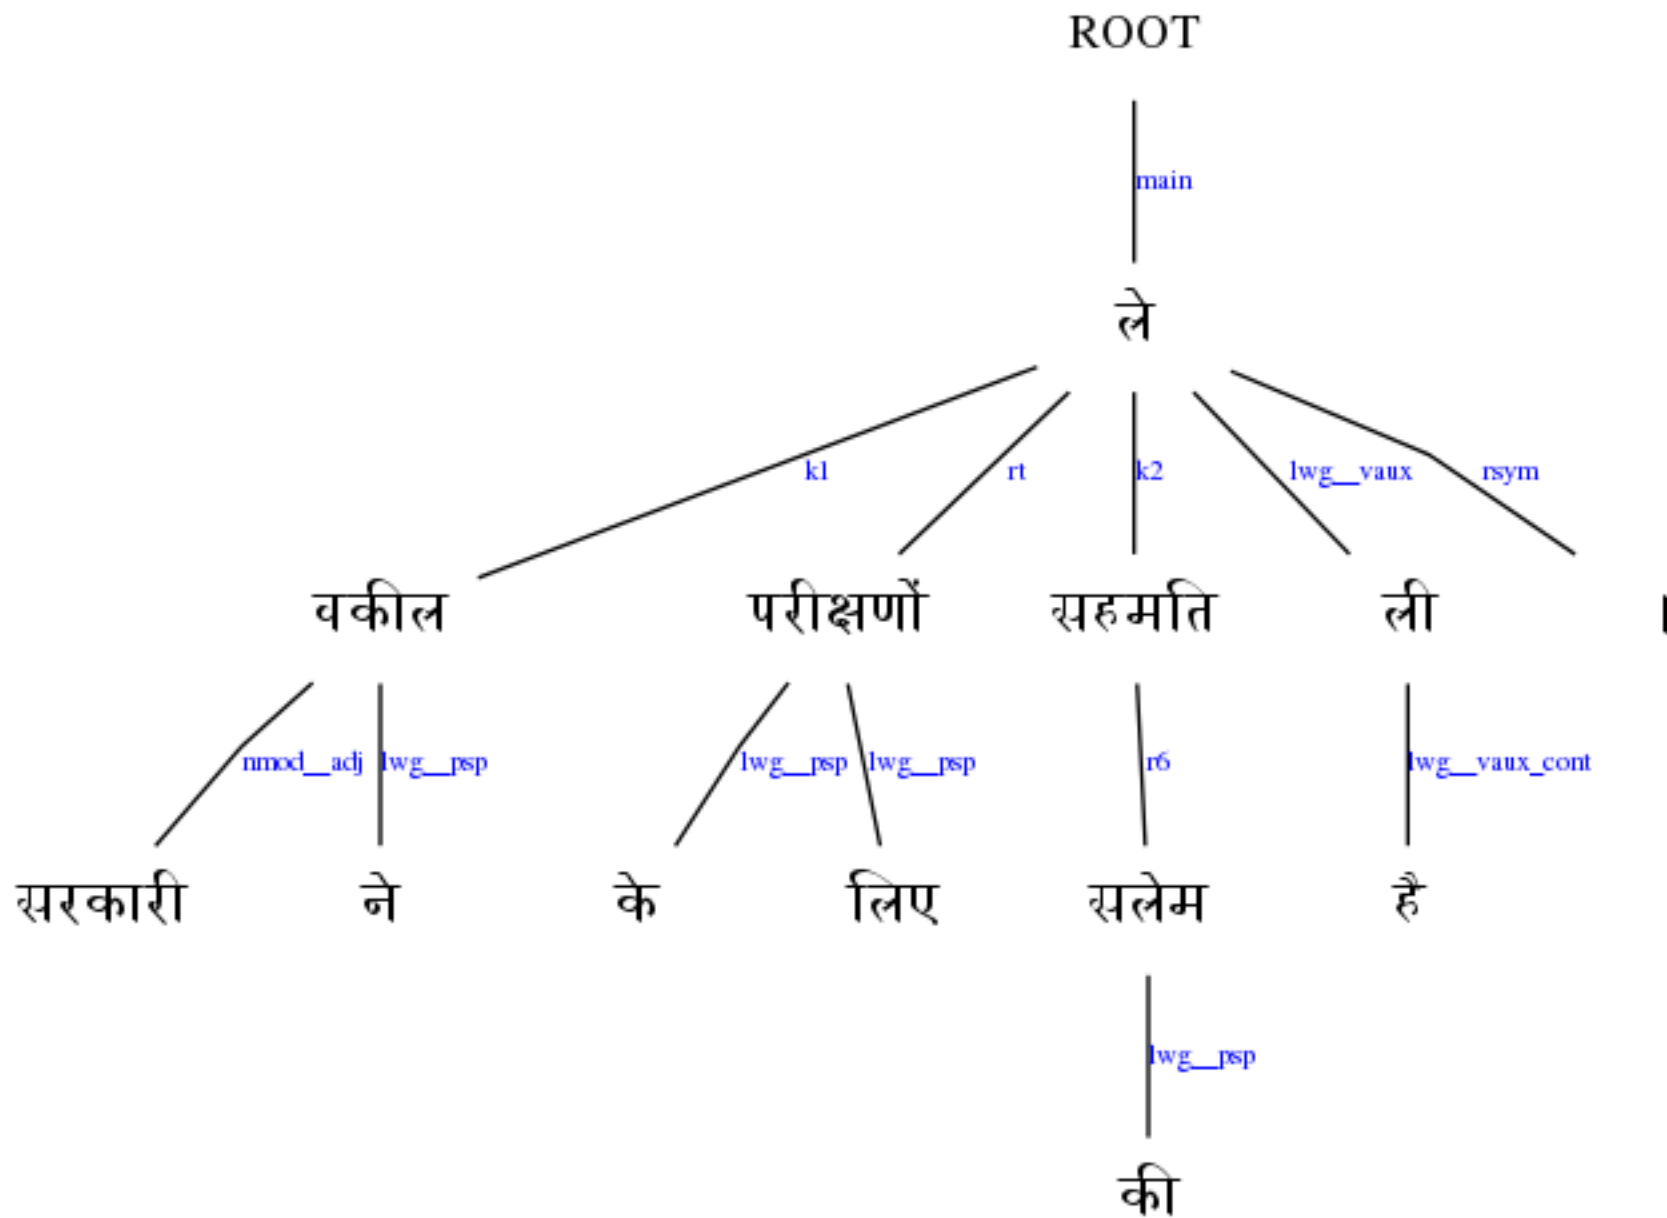 ROOT
main
ले
k1 rt k2 lwg__vaux rsym
वकील परीक्षणों सहमति ली ।
nmod__adj lwg__psp lwg__psp lwg__psp r6 lwg__vaux_cont
सरकारी ने के लिए सलेम है
lwg__psp
की